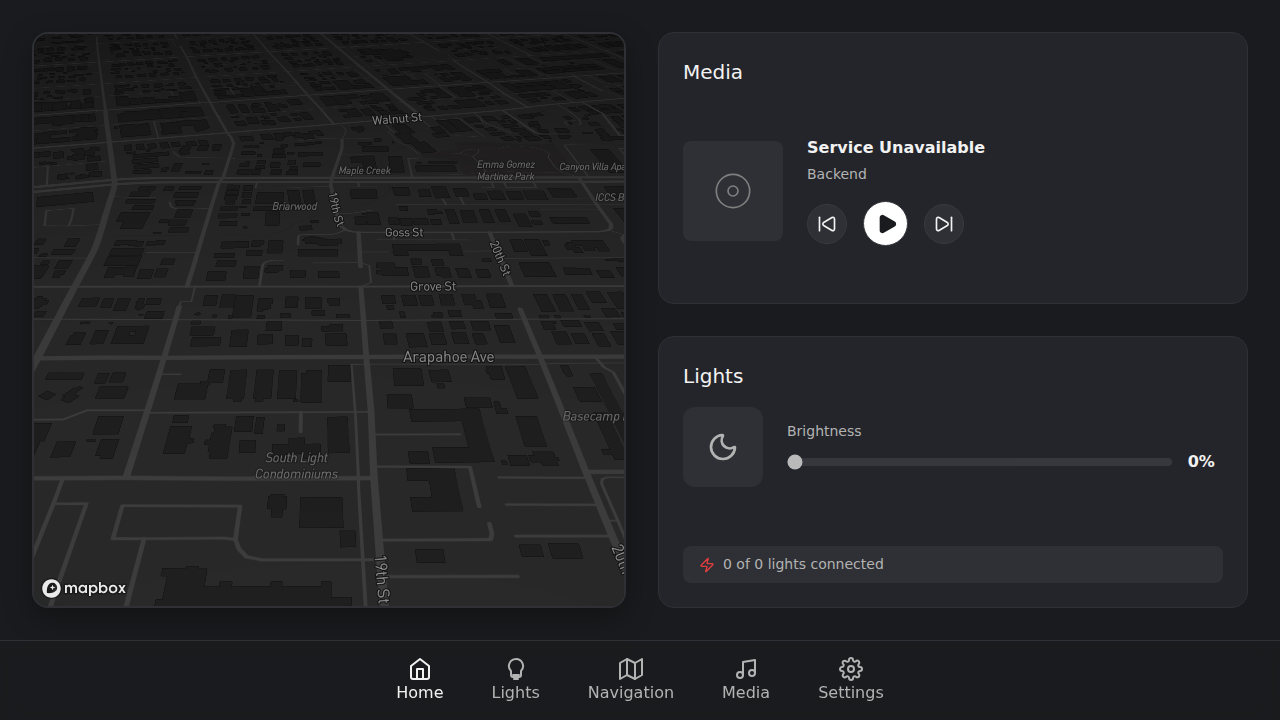 Walnut St
Maple Creek
Emma Gomez
Martinez Park
Canyon Villa Apa
Briarwood
19th St
ICCS B
Goss St
20th St
Grove St
Arapahoe Ave
Basecamp
South Light
Condominiums
19th St
20th
mapbox
Media
Service Unavailable
Backend
Lights
Brightness
0%
0 of 0 lights connected
Home
Lights
Navigation
Media
Settings